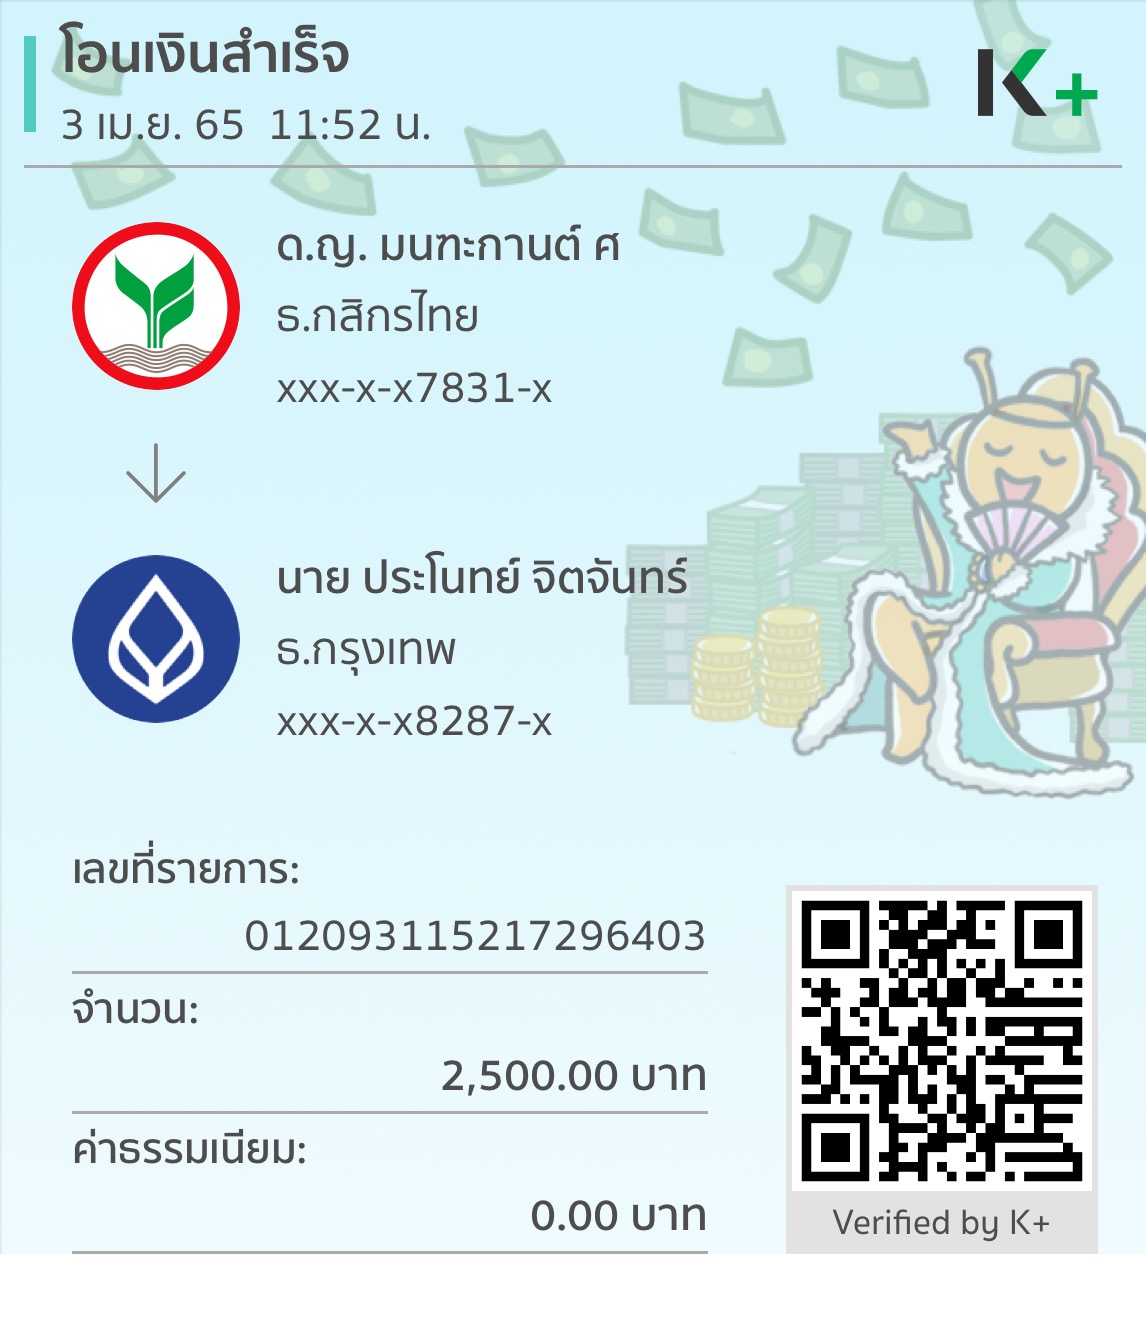 โอนเงินสำเร็จ
3 เม.ย. 65  11:52 น.
K+
ด.ญ. มนฑะกานต์ ศ
ธ.กสิกรไทย
xxx-x-x7831-x
นาย ประโนทย์ จิตจันทร์
ธ.กรุงเทพ
xxx-x-x8287-x
เลขที่รายการ:
012093115217296403
จำนวน:
2,500.00 บาท
ค่าธรรมเนียม:
0.00 บาท
Verified by K+